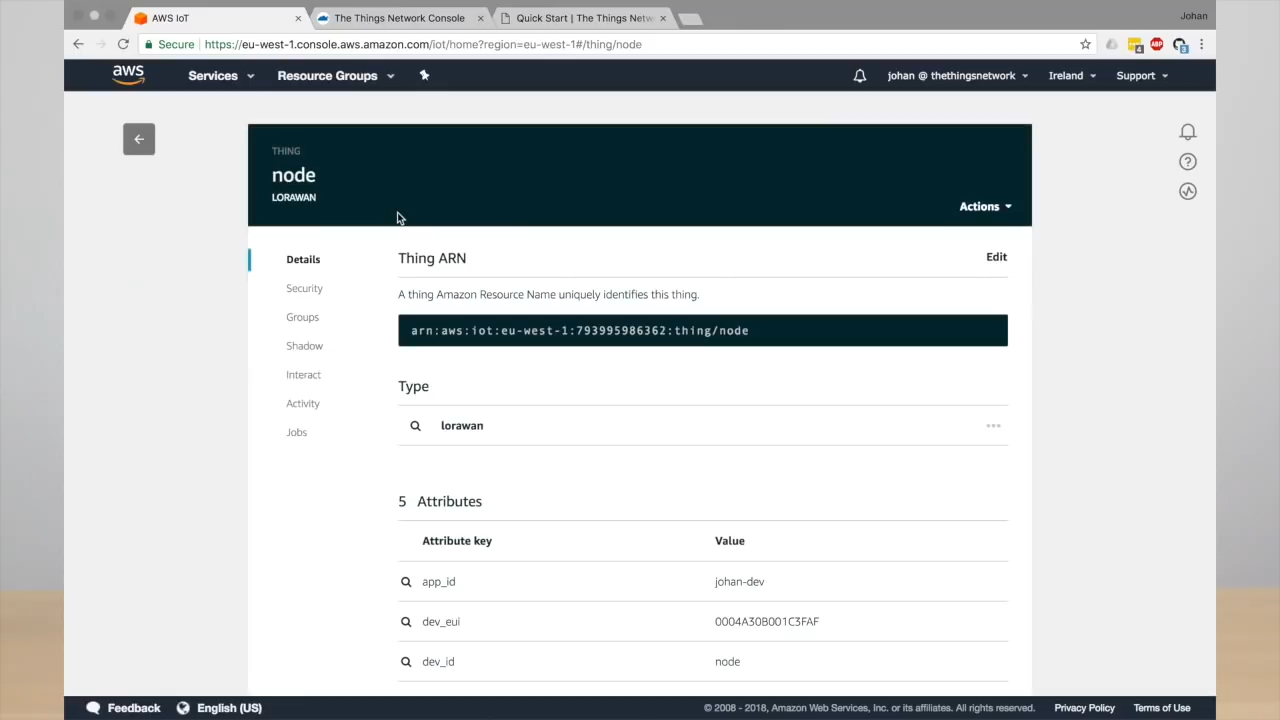 AWS IoT
The Things Network Console
Quick Start | The Things Netw
Johan
Secure
https://eu-west-1.console.aws.amazon.com/iot/home?region=eu-west-1#/thing/node
4
ABP
3
aws
Services
Resource Groups
johan @ thethingsnetwork
Ireland
Support
THING
node
LORAWAN
Actions
Details
Security
Groups
Shadow
Interact
Activity
Jobs
Thing ARN
Edit
A thing Amazon Resource Name uniquely identifies this thing.
arn:aws:iot:eu-west-1:793995986362:thing/node
Type
lorawan
5 Attributes
Attribute key
Value
app_id
johan-dev
dev_eui
0004A30B001C3FAF
dev_id
node
Feedback
English (US)
© 2008 - 2018, Amazon Web Services, Inc. or its affiliates. All rights reserved.
Privacy Policy
Terms of Use